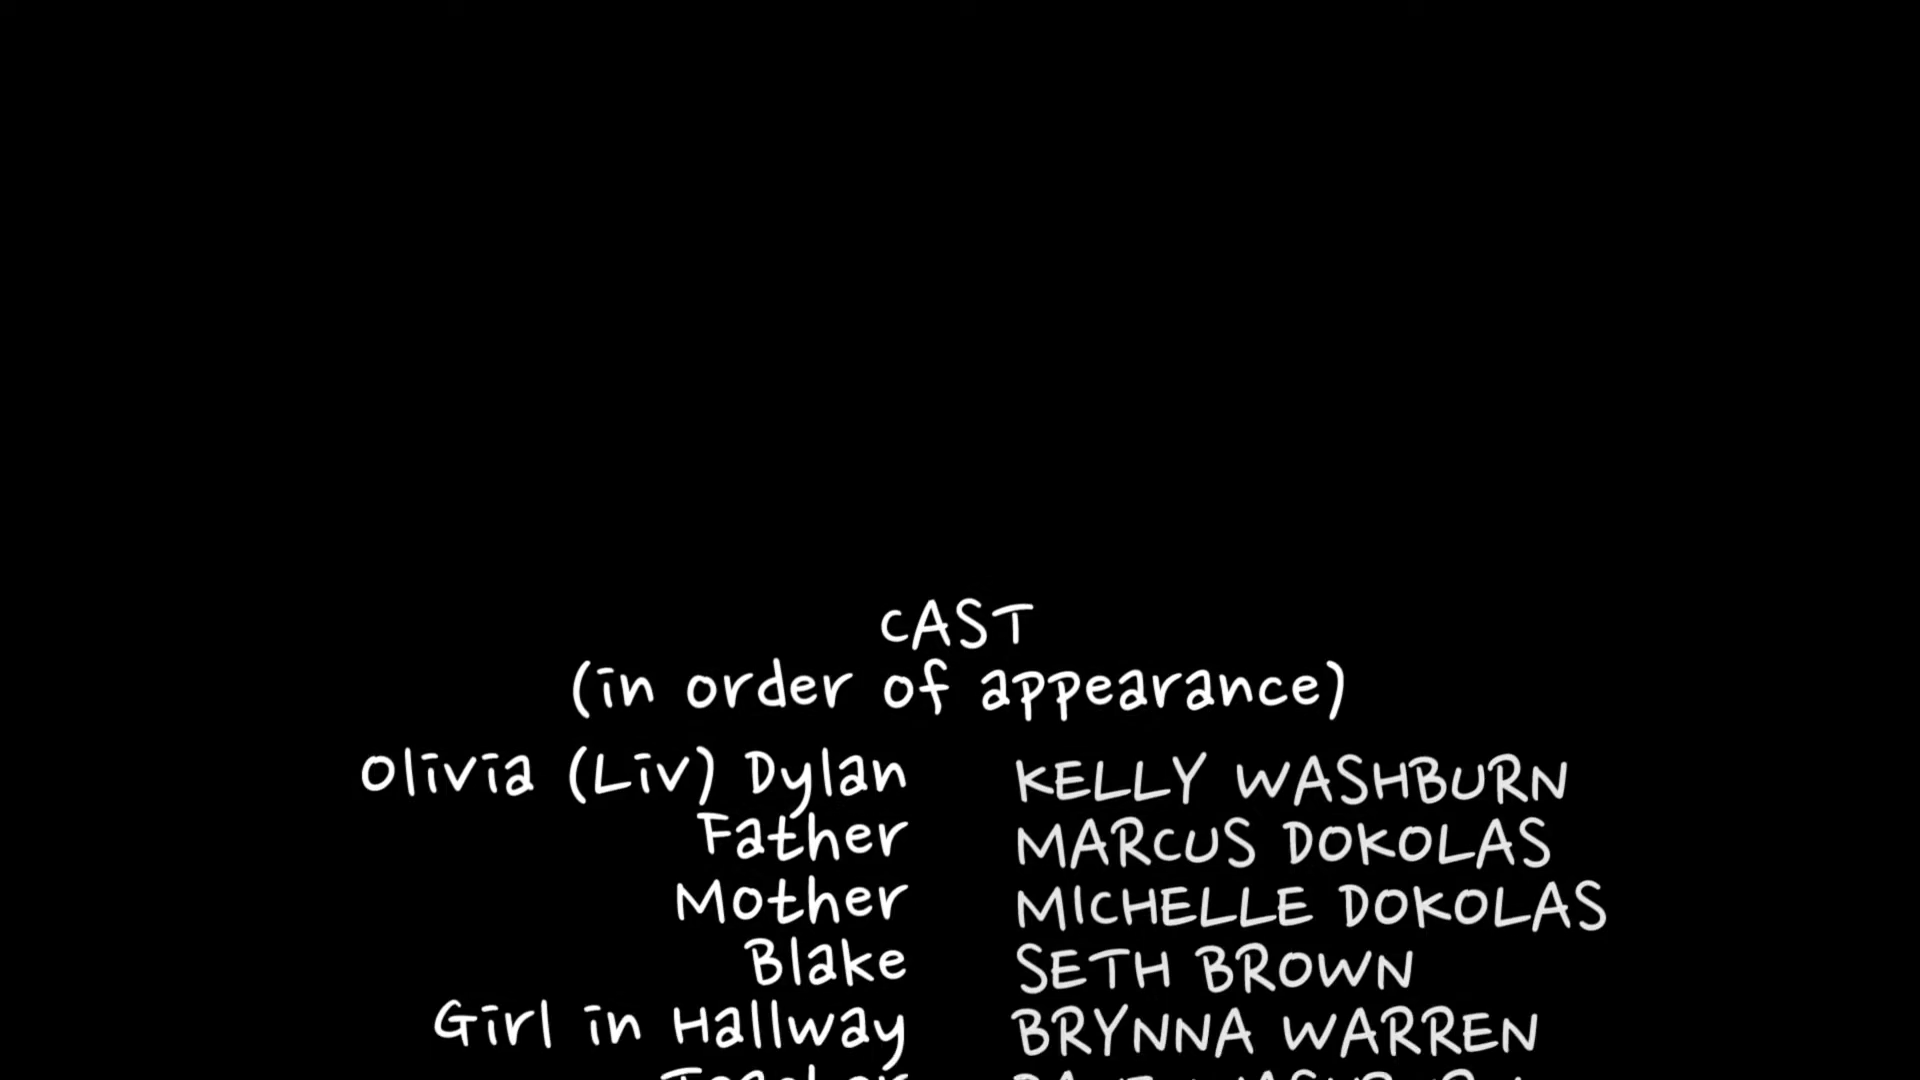 CAST
(in order of appearance)
Olivia (Liv) Dylan KELLY WASHBURN
Father MARCUS DOKOLAS
Mother MICHELLE DOKOLAS
Blake SETH BROWN
Girl in Hallway BRYNNA WARREN